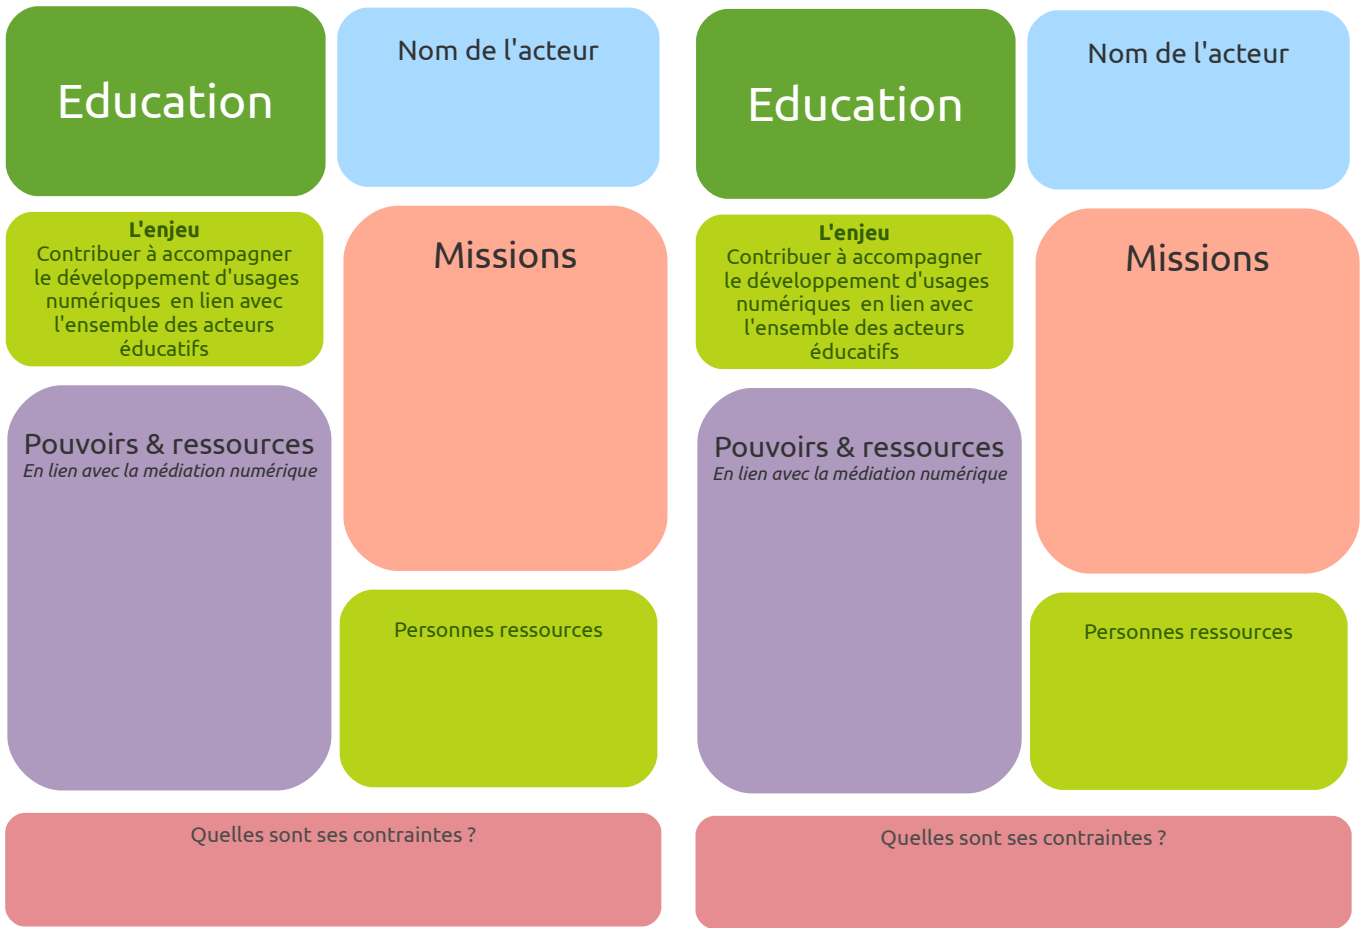 Education
Nom de l'acteur
L'enjeu
Contribuer à accompagner
le développement d'usages
numériques en lien avec
l'ensemble des acteurs
éducatifs
Missions
Pouvoirs & ressources
En lien avec la médiation numérique
Personnes ressources
Quelles sont ses contraintes ?
Education
Nom de l'acteur
L'enjeu
Contribuer à accompagner
le développement d'usages
numériques en lien avec
l'ensemble des acteurs
éducatifs
Missions
Pouvoirs & ressources
En lien avec la médiation numérique
Personnes ressources
Quelles sont ses contraintes ?